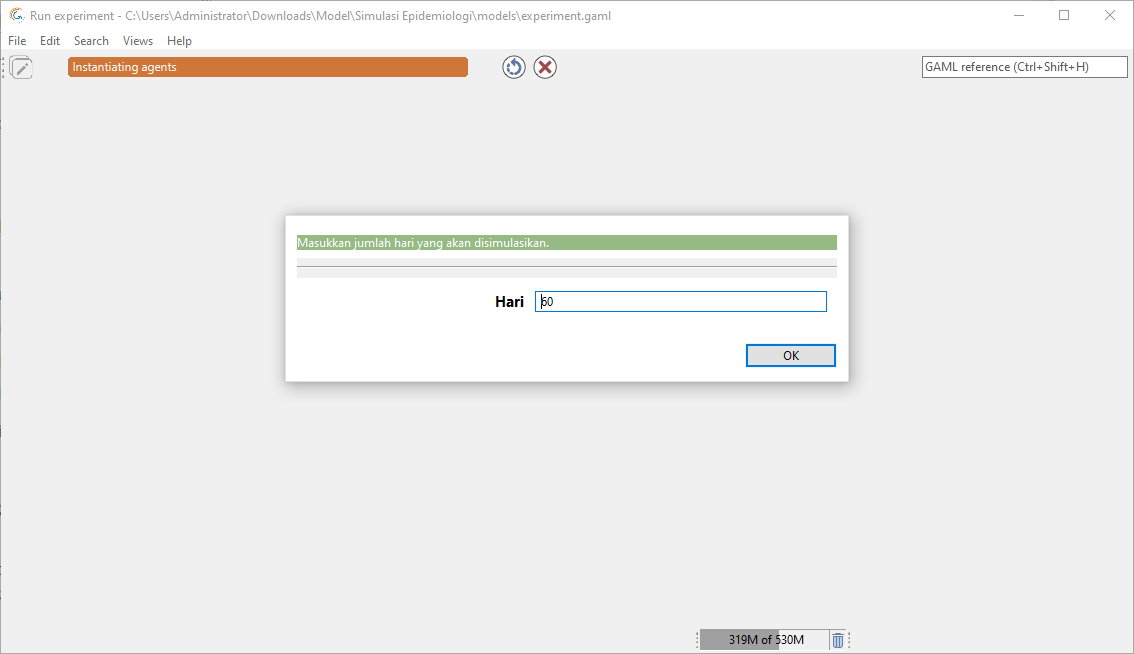 Run experiment - C:\Users\Administrator\Downloads\Model\Simulasi Epidemiologi\models\experiment.gaml
File Edit Search Views Help
Instantiating agents
GAML reference (Ctrl+Shift+H)
Masukkan jumlah hari yang akan disimulasikan.
Hari 60
OK
319M of 530M